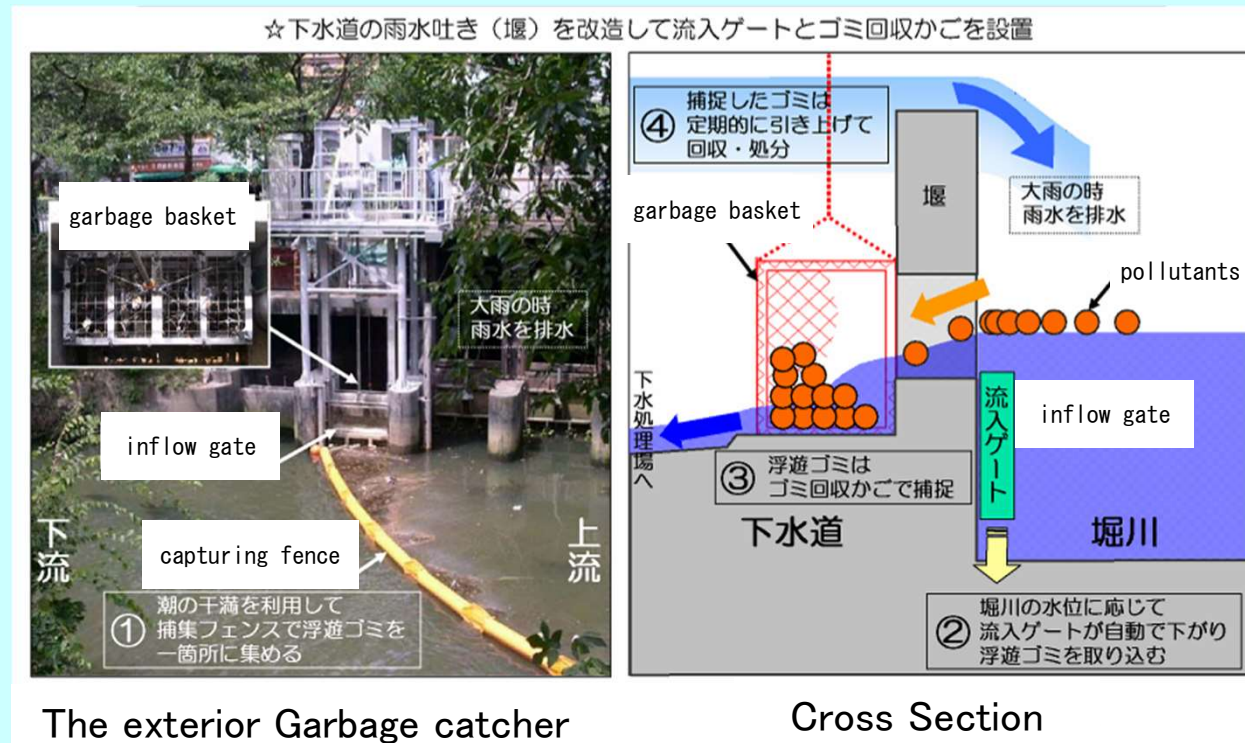 ☆下水道の雨水吐き（堰）を改造して流入ゲートとゴミ回収かごを設置
garbage basket
大雨の時
雨水を排水
inflow gate
capturing fence
下流
上流
① 潮の干満を利用して
捕集フェンスで浮遊ゴミを
一箇所に集める
The exterior Garbage catcher
④ 捕捉したゴミは
定期的に引き上げて
回収・処分
堰
大雨の時
雨水を排水
garbage basket
pollutants
下水処理場へ
流入ゲート
inflow gate
③ 浮遊ゴミは
ゴミ回収かごで捕捉
下水道
堀川
② 堀川の水位に応じて
流入ゲートが自動で下がり
浮遊ゴミを取り込む
Cross Section